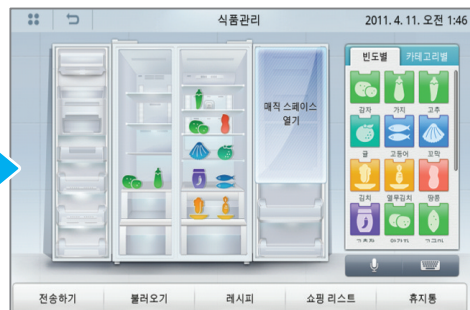 식품관리
2011. 4. 11. 오전 1:46
매직 스페이스
열기
빈도별
카테고리별
감자
가지
고추
귤
고등어
꼬막
김치
열무김치
땅콩
전송하기
불러오기
레시피
쇼핑 리스트
휴지통